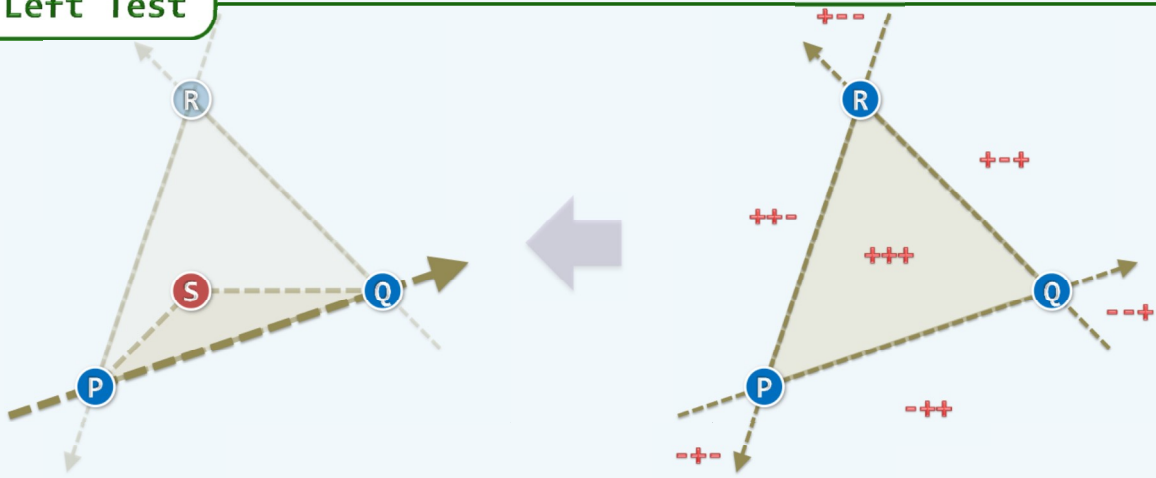 Left Test
+--
R
R
+-+
++-
+++
S
Q
Q
--+
P
P
-++
-+-